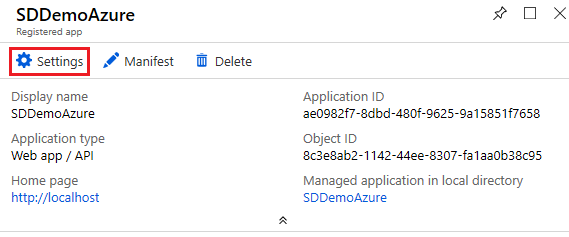 SDDemoAzure
Registered app
Settings Manifest Delete
Display name
SDDemoAzure
Application ID
ae0982f7-8dbd-480f-9625-9a15851f7658
Application type
Web app / API
Object ID
8c3e8ab2-1142-44ee-8307-fa1aa0b38c95
Home page
http://localhost
Managed application in local directory
SDDemoAzure